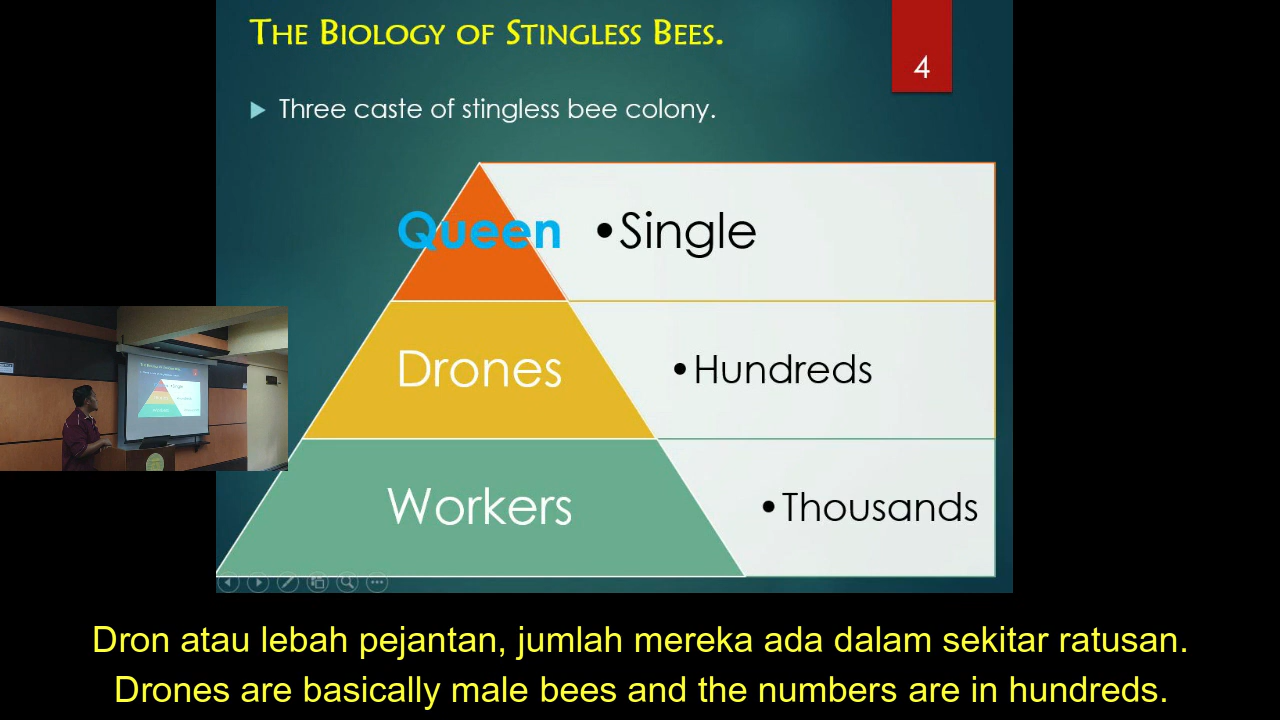 THE BIOLOGY OF STINGLESS BEES.
4
Three caste of stingless bee colony.
Queen
•Single
Drones
•Hundreds
Workers
•Thousands
Dron atau lebah pejantan, jumlah mereka ada dalam sekitar ratusan.
Drones are basically male bees and the numbers are in hundreds.